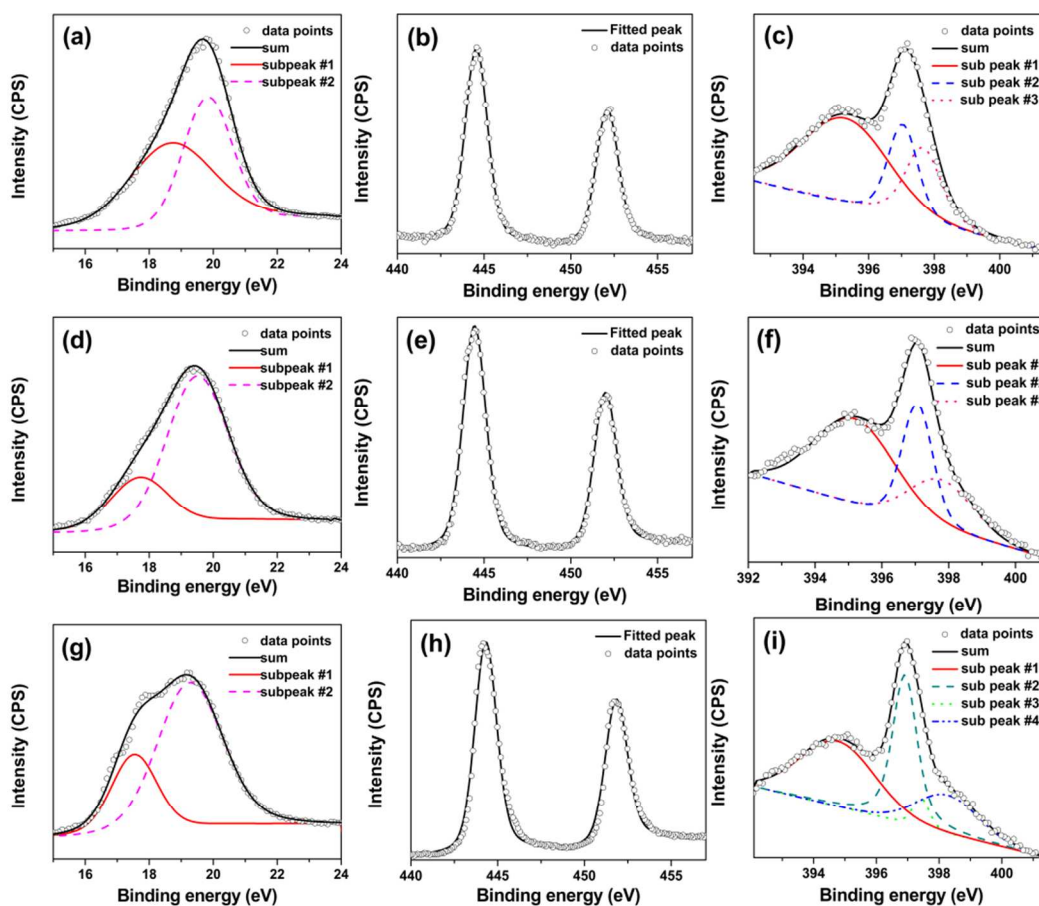 (a)
data points
sum
subpeak #1
subpeak #2
Intensity (CPS)
16 18 20 22 24
Binding energy (eV)
(b)
Fitted peak
data points
Intensity (CPS)
440 445 450 455
Binding energy (eV)
(c)
data points
sum
sub peak #1
sub peak #2
sub peak #3
Intensity (CPS)
394 396 398 400
Binding energy (eV)
(d)
data points
sum
subpeak #1
subpeak #2
Intensity (CPS)
16 18 20 22 24
Binding energy (eV)
(e)
Fitted peak
data points
Intensity (CPS)
440 445 450 455
Binding energy (eV)
(f)
data points
sum
sub peak #
sub peak #
sub peak #
Intensity (CPS)
392 394 396 398 400
Binding energy (eV)
(g)
data points
sum
subpeak #1
subpeak #2
Intensity (CPS)
16 18 20 22 24
Binding energy (eV)
(h)
Fitted peak
data points
Intensity (CPS)
440 445 450 455
Binding energy (eV)
(i)
data points
sum
sub peak #1
sub peak #2
sub peak #3
sub peak #4
Intensity (CPS)
394 396 398 400
Binding energy (eV)